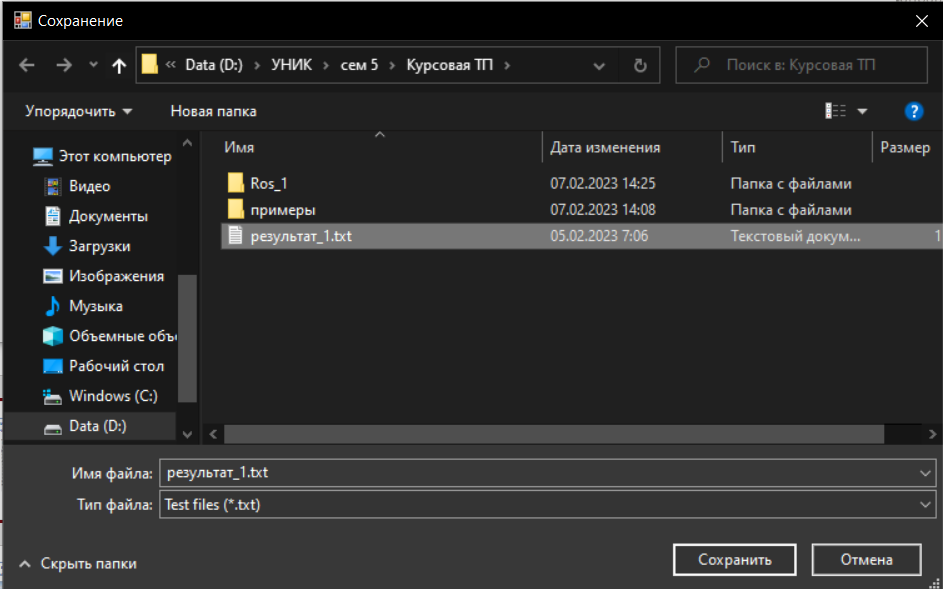 Сохранение
« Data (D:) › УНИК › сем 5 › Курсовая ТП ›
Поиск в: Курсовая ТП
Упорядочить Новая папка ?
Имя Дата изменения Тип Размер
Этот компьютер
Видео
Документы
Загрузки
Изображения
Музыка
Объемные объ
Рабочий стол
Windows (C:)
Data (D:)
Ros_1 07.02.2023 14:25 Папка с файлами
примеры 07.02.2023 14:08 Папка с файлами
результат_1.txt 05.02.2023 7:06 Текстовый докум... 1
Имя файла: результат_1.txt
Тип файла: Test files (*.txt)
Скрыть папки Сохранить Отмена